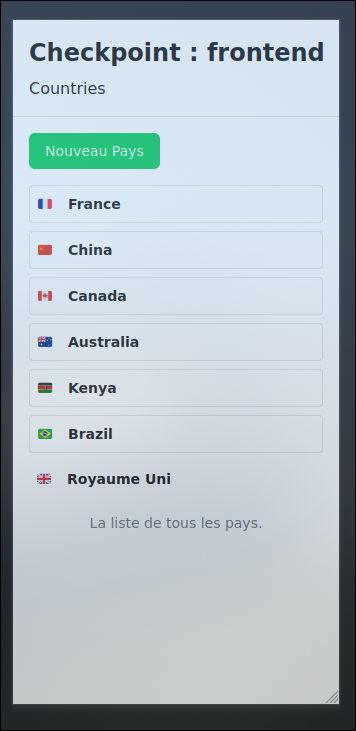 Checkpoint : frontend
Countries
Nouveau Pays
France
China
Canada
Australia
Kenya
Brazil
Royaume Uni
La liste de tous les pays.